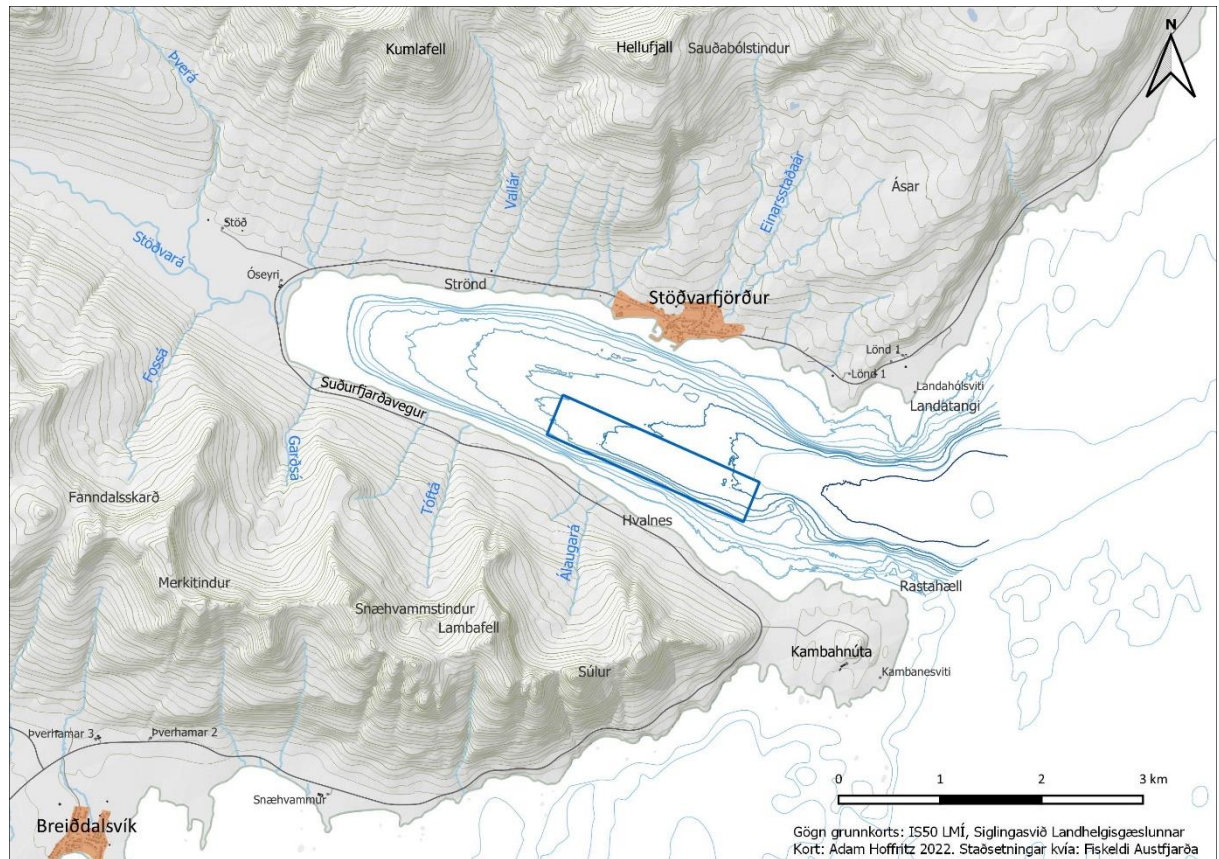 N
Kumlafell
Hellufjall
Sauðabólstindur
Þverá
Vallár
Einarsstaðaár
Ásar
Stöð
Stöðvará
Óseyri
Strönd
Stöðvarfjörður
Lönd 1
Lönd 1
Landahólsviti
Landatangi
Fossá
Suðurfjarðavegur
Garðsá
Tóftá
Fanndalsskarð
Hvalnes
Álaugará
Merkitindur
Rastahæll
Snæhvammstindur
Lambafell
Súlur
Kambahnúta
Kambanesviti
Þverhamar 3
Þverhamar 2
Snæhvammur
Breiðdalsvík
0 1 2 3 km
Gögn grunnkorts: IS50 LMÍ, Siglingasvið Landhelgisgæslunnar
Kort: Adam Hoffritz 2022. Staðsetningar kvía: Fiskeldi Austfjarða